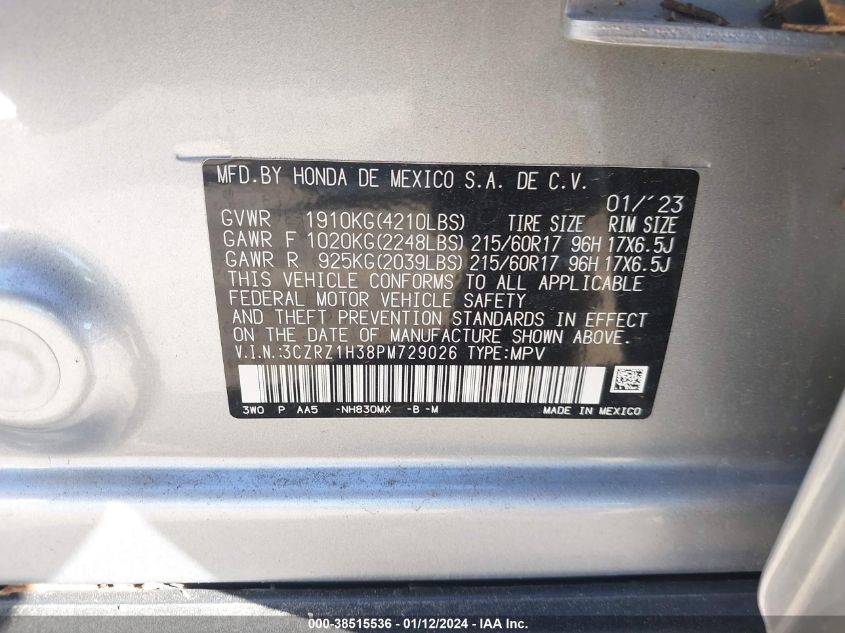 MFD.BY HONDA DE MEXICO S.A. DE C.V.
01/´23
GVWR 1910KG(4210LBS) TIRE SIZE RIM SIZE
GAWR F 1020KG(2248LBS) 215/60R17 96H 17X6.5J
GAWR R 925KG(2039LBS) 215/60R17 96H 17X6.5J
THIS VEHICLE CONFORMS TO ALL APPLICABLE
FEDERAL MOTOR VEHICLE SAFETY
AND THEFT PREVENTION STANDARDS IN EFFECT
ON THE DATE OF MANUFACTURE SHOWN ABOVE.
V.I.N.:3CZRZ1H38PM729026 TYPE:MPV
3W0 P AA5 -NH830MX -B -M MADE IN MEXICO
000- 38515536 - 01/12/2024 - IAAI Inc.